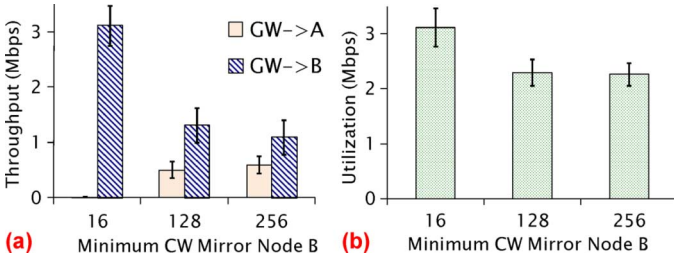 Throughput (Mbps)
3
2
1
0
GW->A
GW->B
16
128
256
(a)
Minimum CW Mirror Node B
Utilization (Mbps)
3
2
1
0
16
128
256
(b)
Minimum CW Mirror Node B